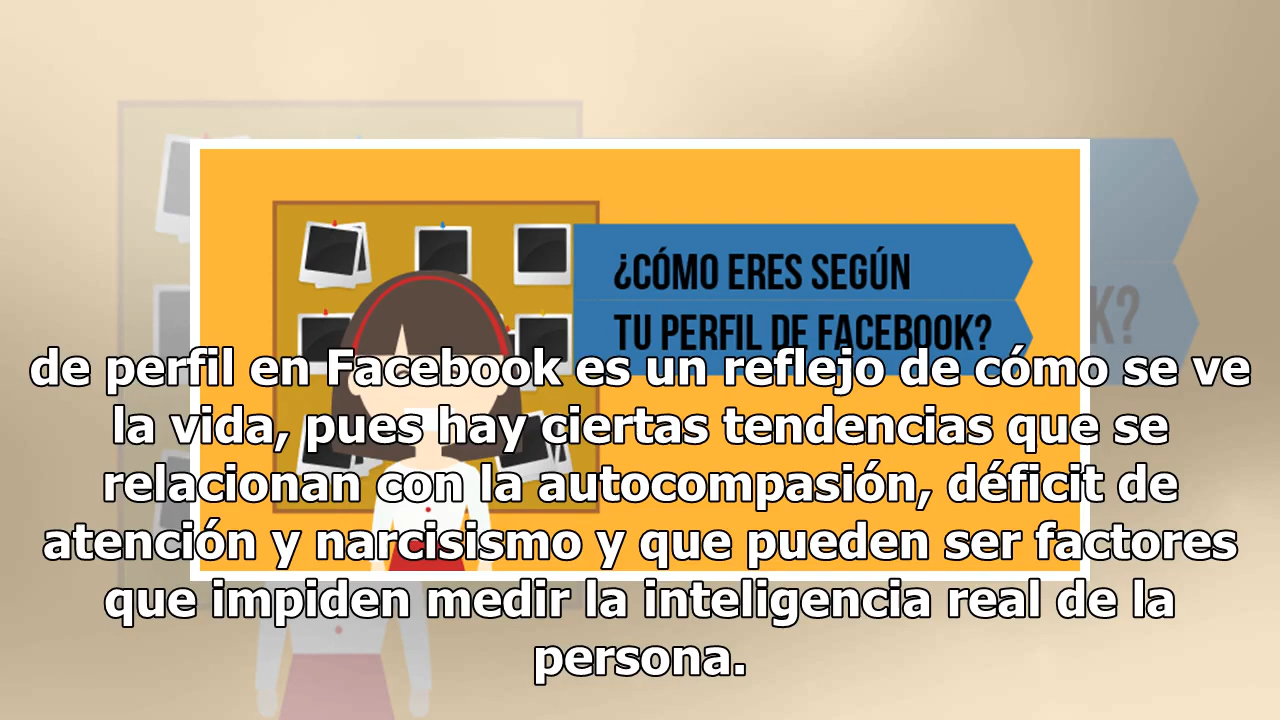 ¿CÓMO ERES SEGÚN
TU PERFIL DE FACEBOOK?
K?
de perfil en Facebook es un reflejo de cómo se ve
la vida, pues hay ciertas tendencias que se
relacionan con la autocompasión, déficit de
atención y narcisismo y que pueden ser factores
que impiden medir la inteligencia real de la
persona.